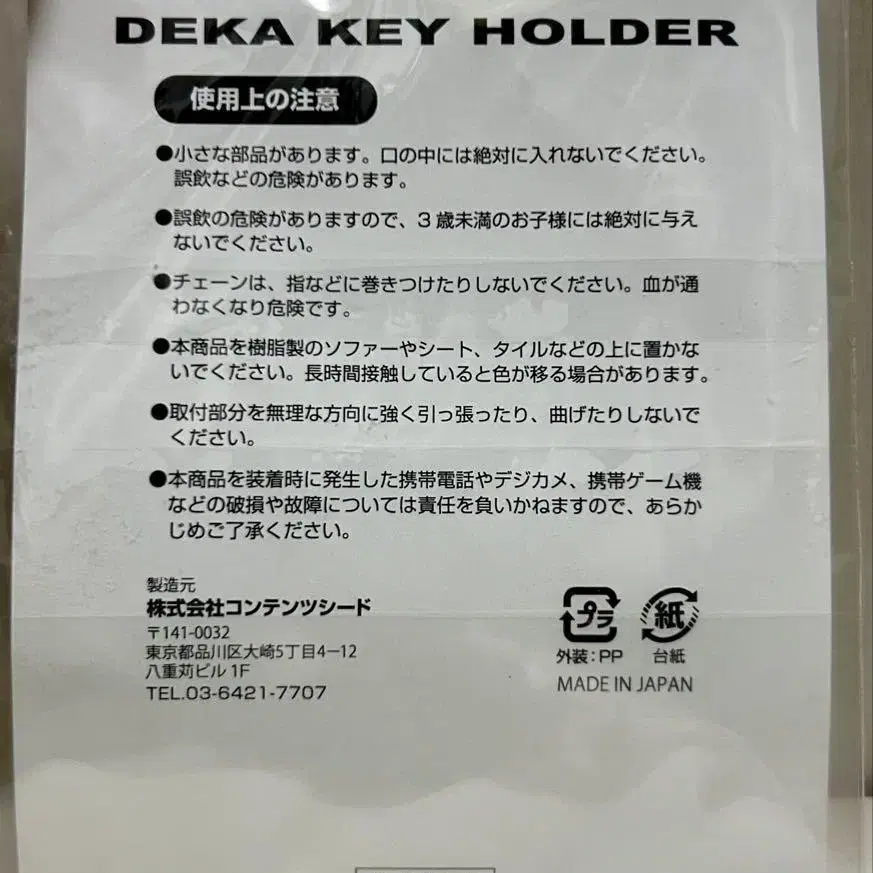 DEKA KEY HOLDER
使用上の注意
●小さな部品があります。口の中には絶対に入れないでください。
誤飲などの危険があります。
●誤飲の危険がありますので、3歳未満のお子様には絶対に与え
ないでください。
●チェーンは、指などに巻きつけたりしないでください。血が通
わなくなり危険です。
●本商品を樹脂製のソファーやシート、タイルなどの上に置かな
いでください。長時間接触していると色が移る場合があります。
●取付部分を無理な方向に強く引っ張ったり、曲げたりしないで
ください。
●本商品を装着時に発生した携帯電話やデジカメ、携帯ゲーム機
などの破損や故障については責任を負いかねますので、あらか
じめご了承ください。
製造元
株式会社コンテンツシード
〒141-0032
東京都品川区大崎5丁目4−12
八重苅ビル 1F
TEL.03-6421-7707
プラ 紙
外装:PP 台紙
MADE IN JAPAN